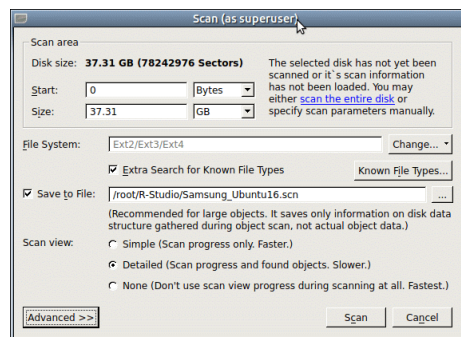 Scan (as superuser)
Scan area
Disk size: 37.31 GB (78242976 Sectors)
Start: 0 Bytes
Size: 37.31 GB
The selected disk has not yet been
scanned or it`s scan information
has not been loaded. You may
either scan the entire disk or
specify scan parameters manually.
File System: Ext2/Ext3/Ext4 Change...
Extra Search for Known File Types Known File Types...
Save to File: /root/R-Studio/Samsung_Ubuntu16.scn ...
(Recommended for large objects. It saves only information on disk data
structure gathered during object scan, not actual object data.)
Scan view: Simple (Scan progress only. Faster.)
Detailed (Scan progress and found objects. Slower.)
None (Don't use scan view progress during scanning at all. Fastest.)
Advanced >> Scan Cancel